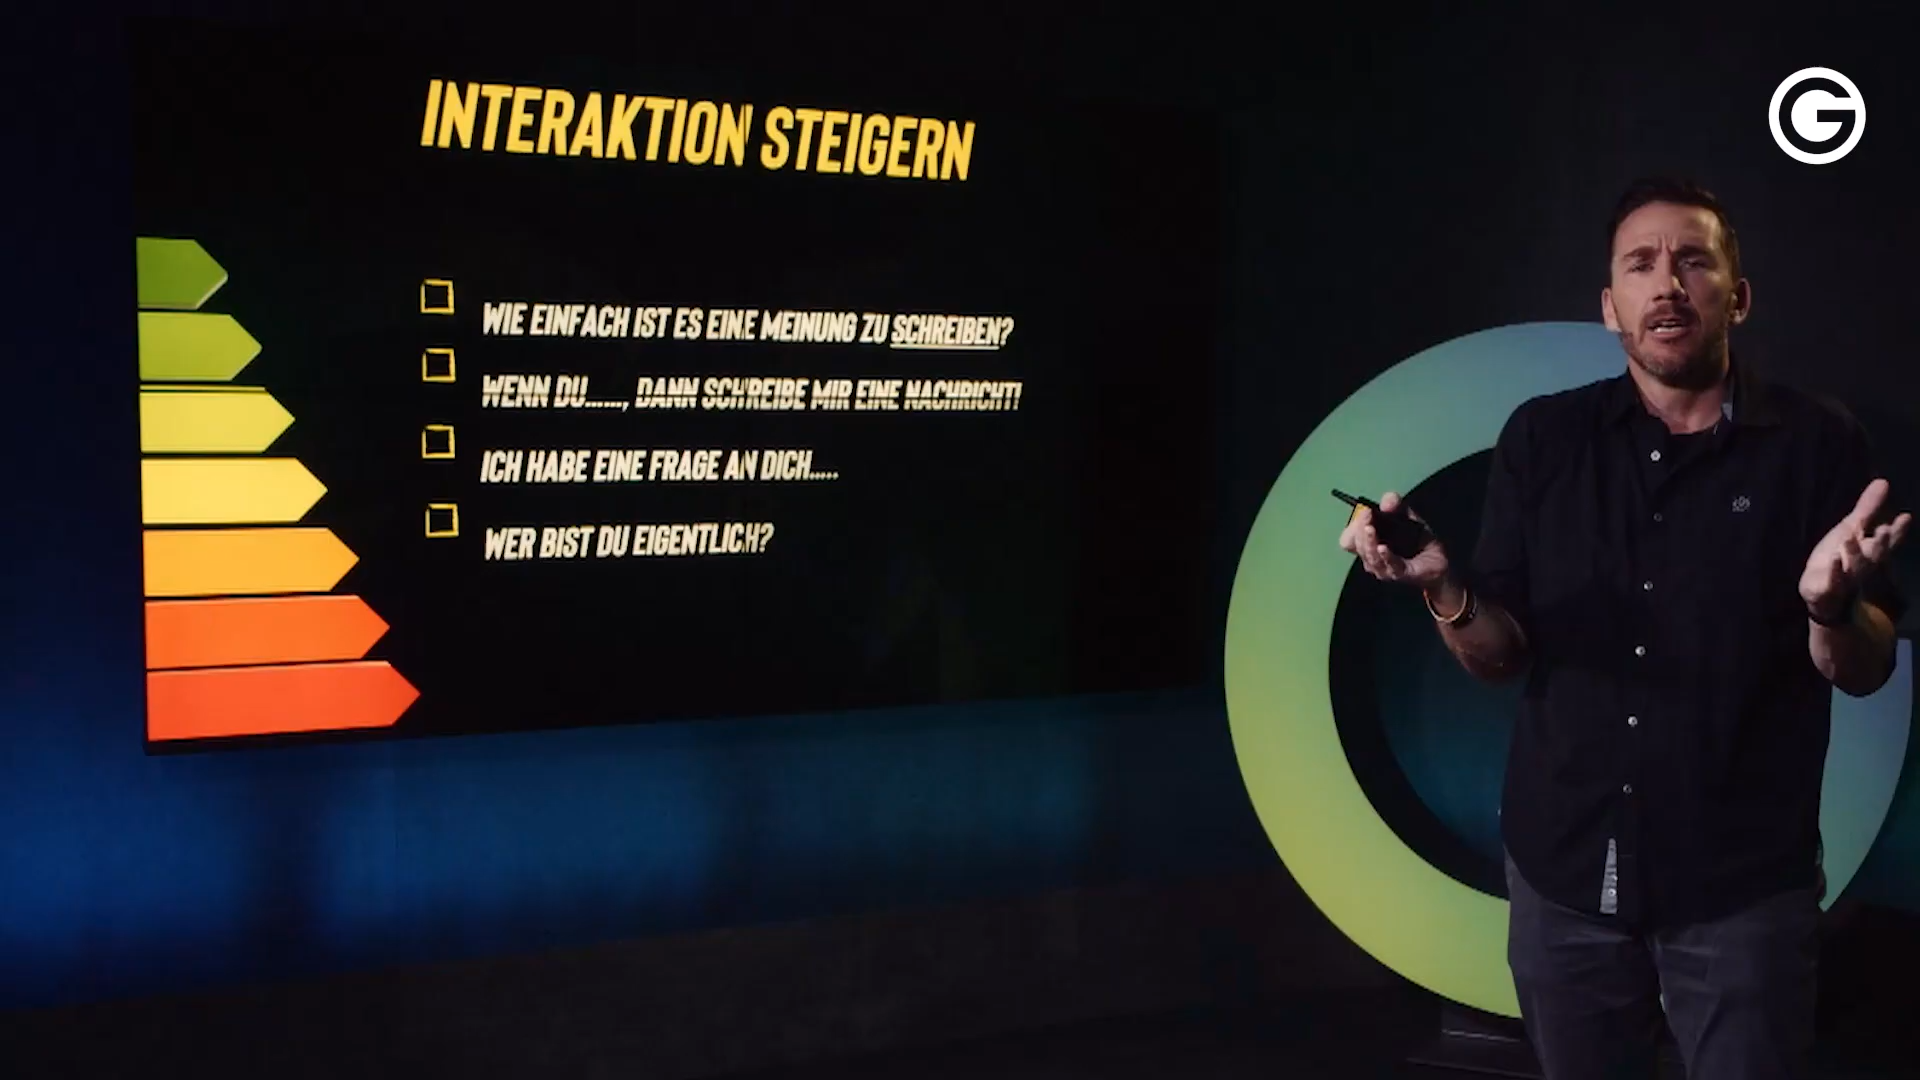 INTERAKTION STEIGERN
WIE EINFACH IST ES EINE MEINUNG ZU SCHREIBEN?
WENN DU......, DANN SCHREIBE MIR EINE NACHRICHT!
ICH HABE EINE FRAGE AN DICH.....
WER BIST DU EIGENTLICH?